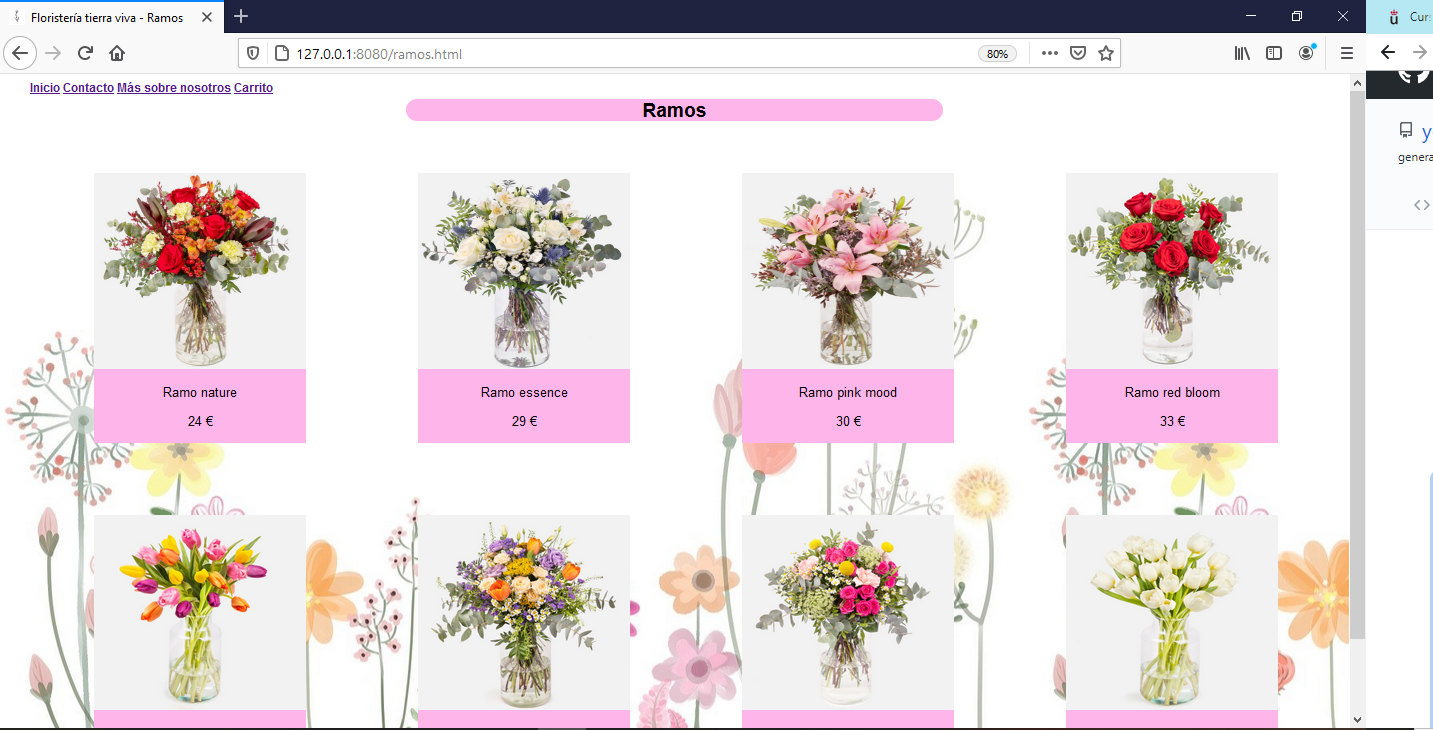 Floristería tierra viva - Ramos
Curs
127.0.0.1:8080/ramos.html
80%
Inicio Contacto Más sobre nosotros Carrito
Ramos
y
genera
Ramo nature
24 €
Ramo essence
29 €
Ramo pink mood
30 €
Ramo red bloom
33 €